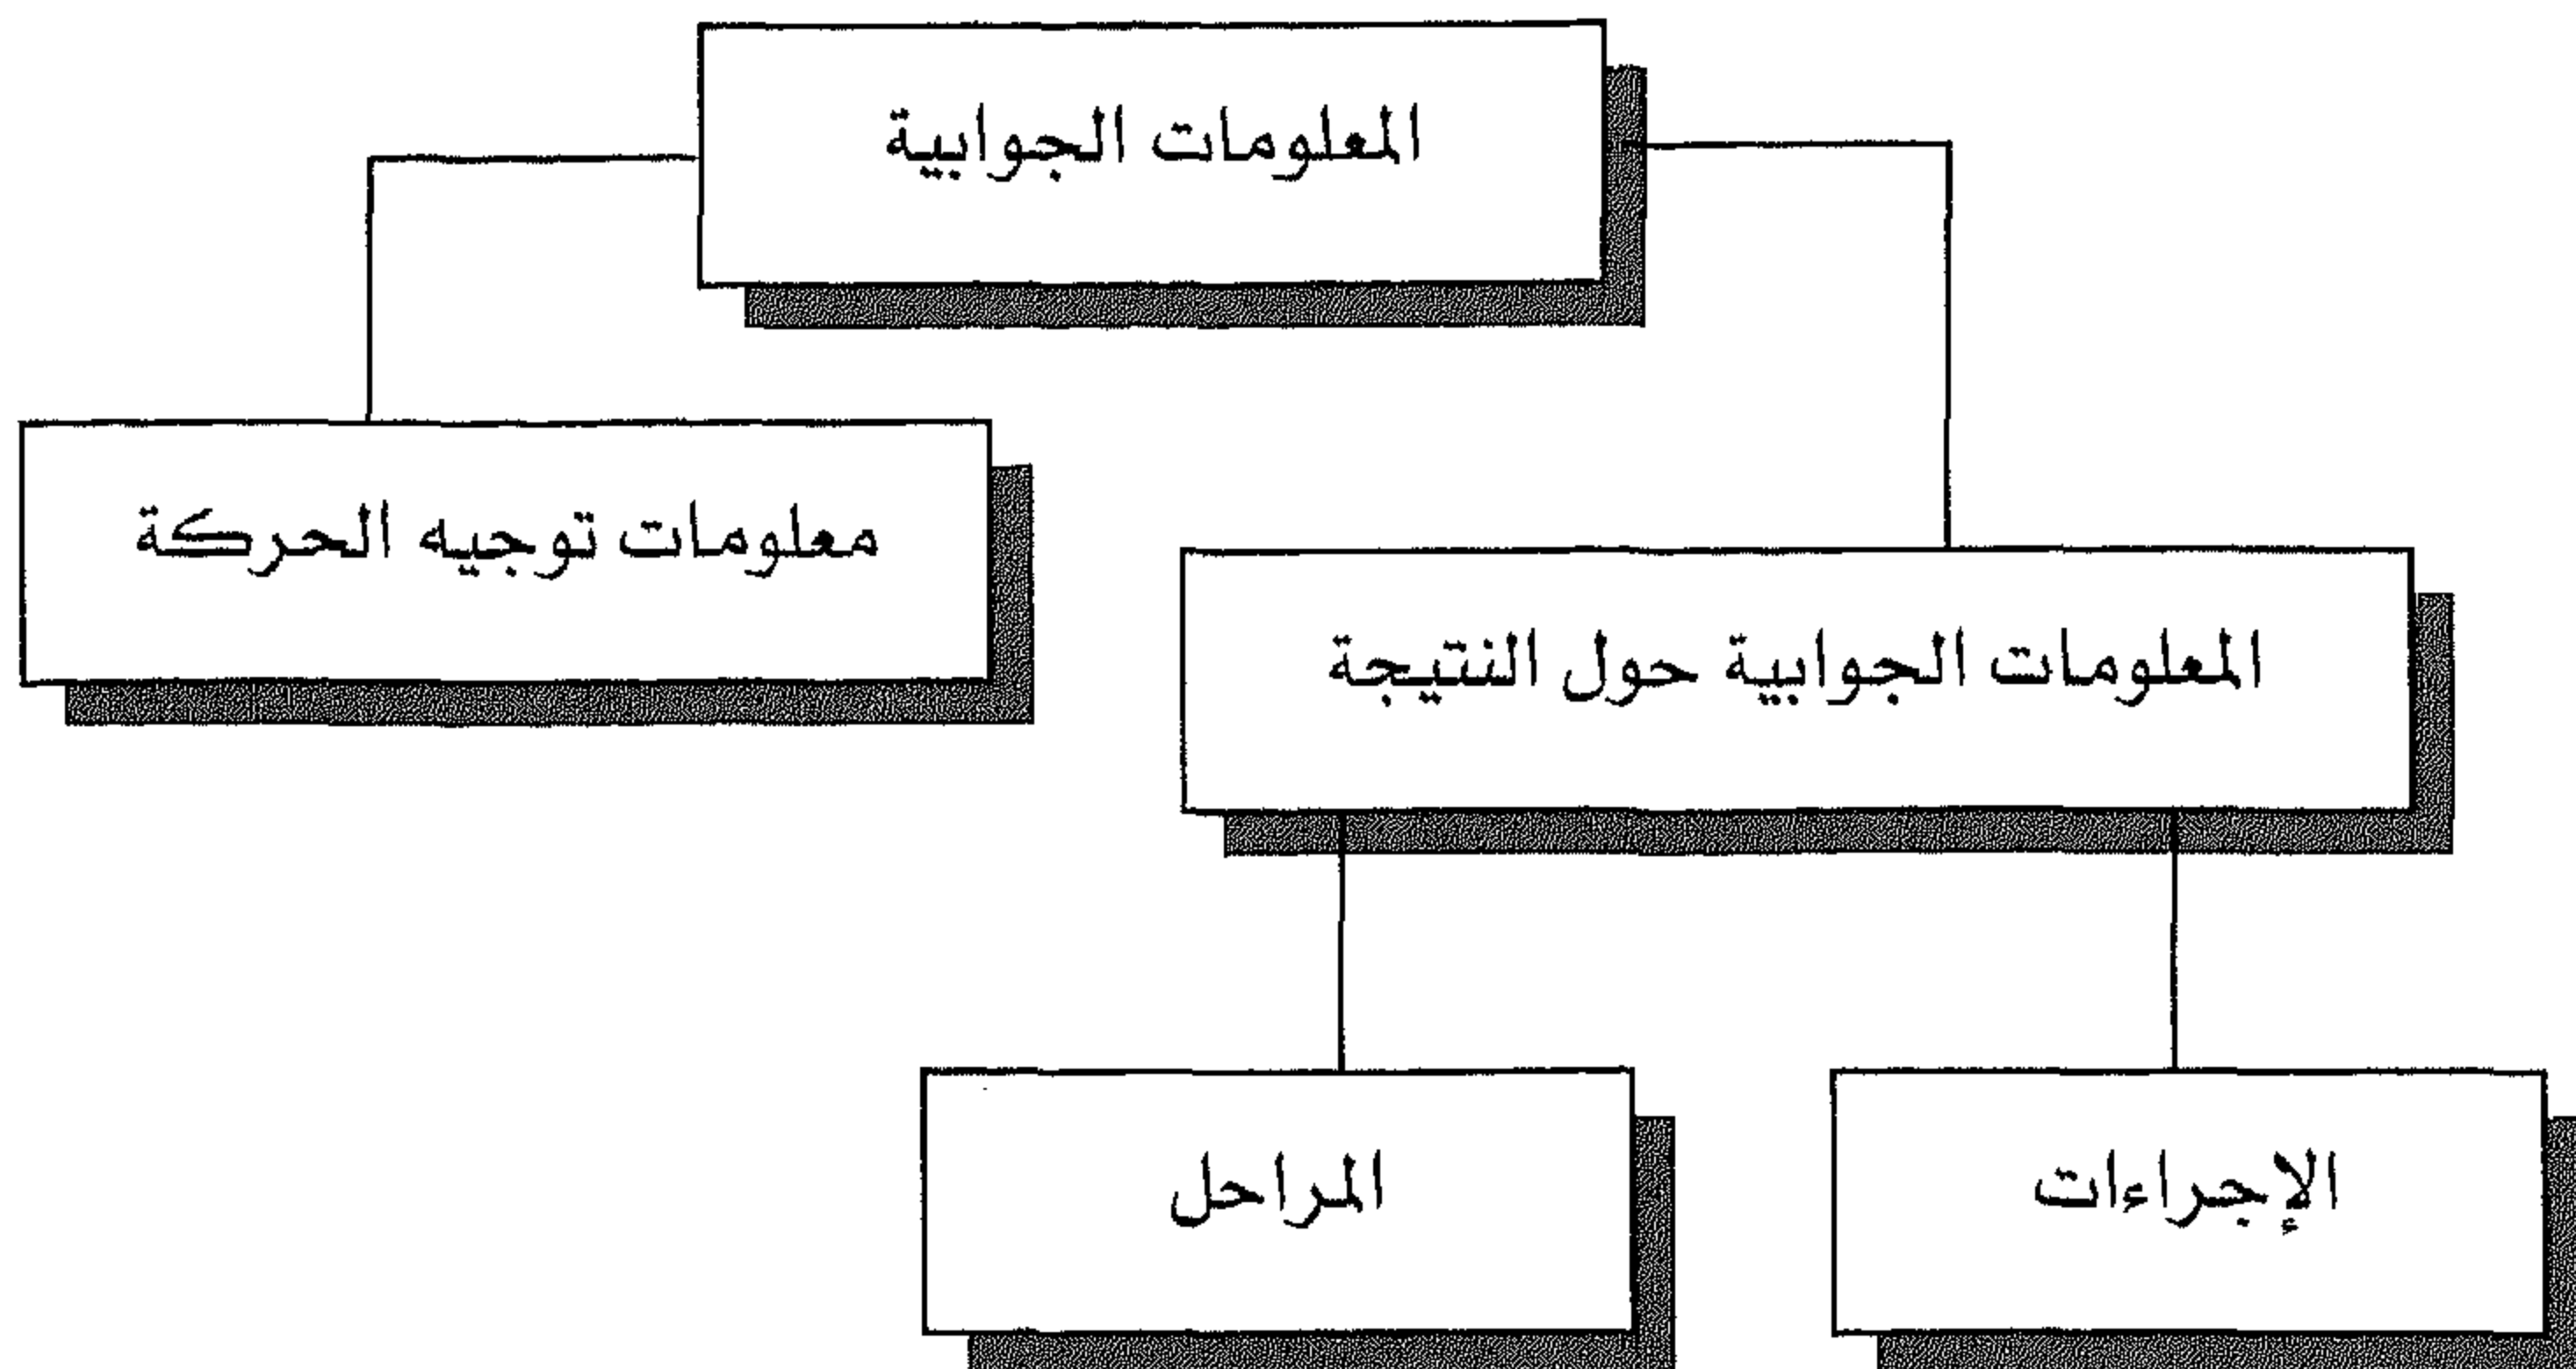 المعلومات الجوابية
معلومات توجيه الحركة
المعلومات الجوابية حول النتيجة
الإجراءات
المراحل